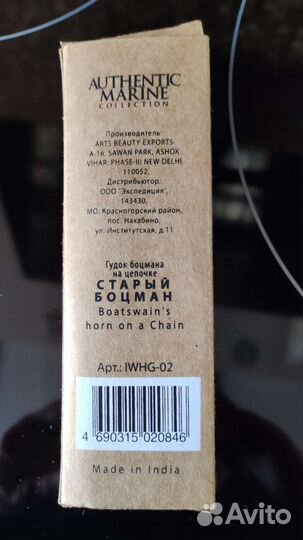 AUTHENTIC
MARINE
COLLECTION
Производитель:
ARTS BEAUTY EXPORTS
A-16, SAWAN PARK, ASHOK
VIHAR, PHASE-III NEW DELHI
110052,
Дистрибьютор:
ООО "Экспедиция",
143430,
МО, Красногорский район,
пос. Нахабино,
ул. Институтская, д.11
Гудок боцмана
на цепочке
СТАРЫЙ
БОЦМАН
Boatswain's
horn on a Chain
Арт.: IWHG-02
4 690315 020846
Made in India
Avito